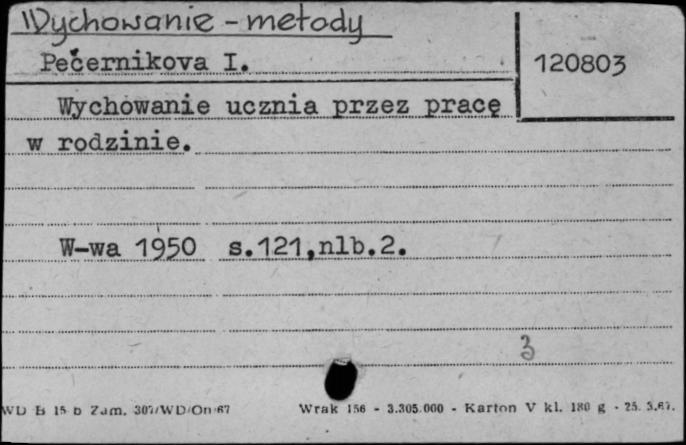 Wychowanie - metody
Pečernikova I.
120803
Wychowanie ucznia przez pracę
w rodzinie.
W-wa 1950 s.121,nlb.2.
3
WD B 15 b Zam. 307/WD/On/67 Wrak 156 - 3.305.000 - Karton V kl. 180 g - 25. 3.67.